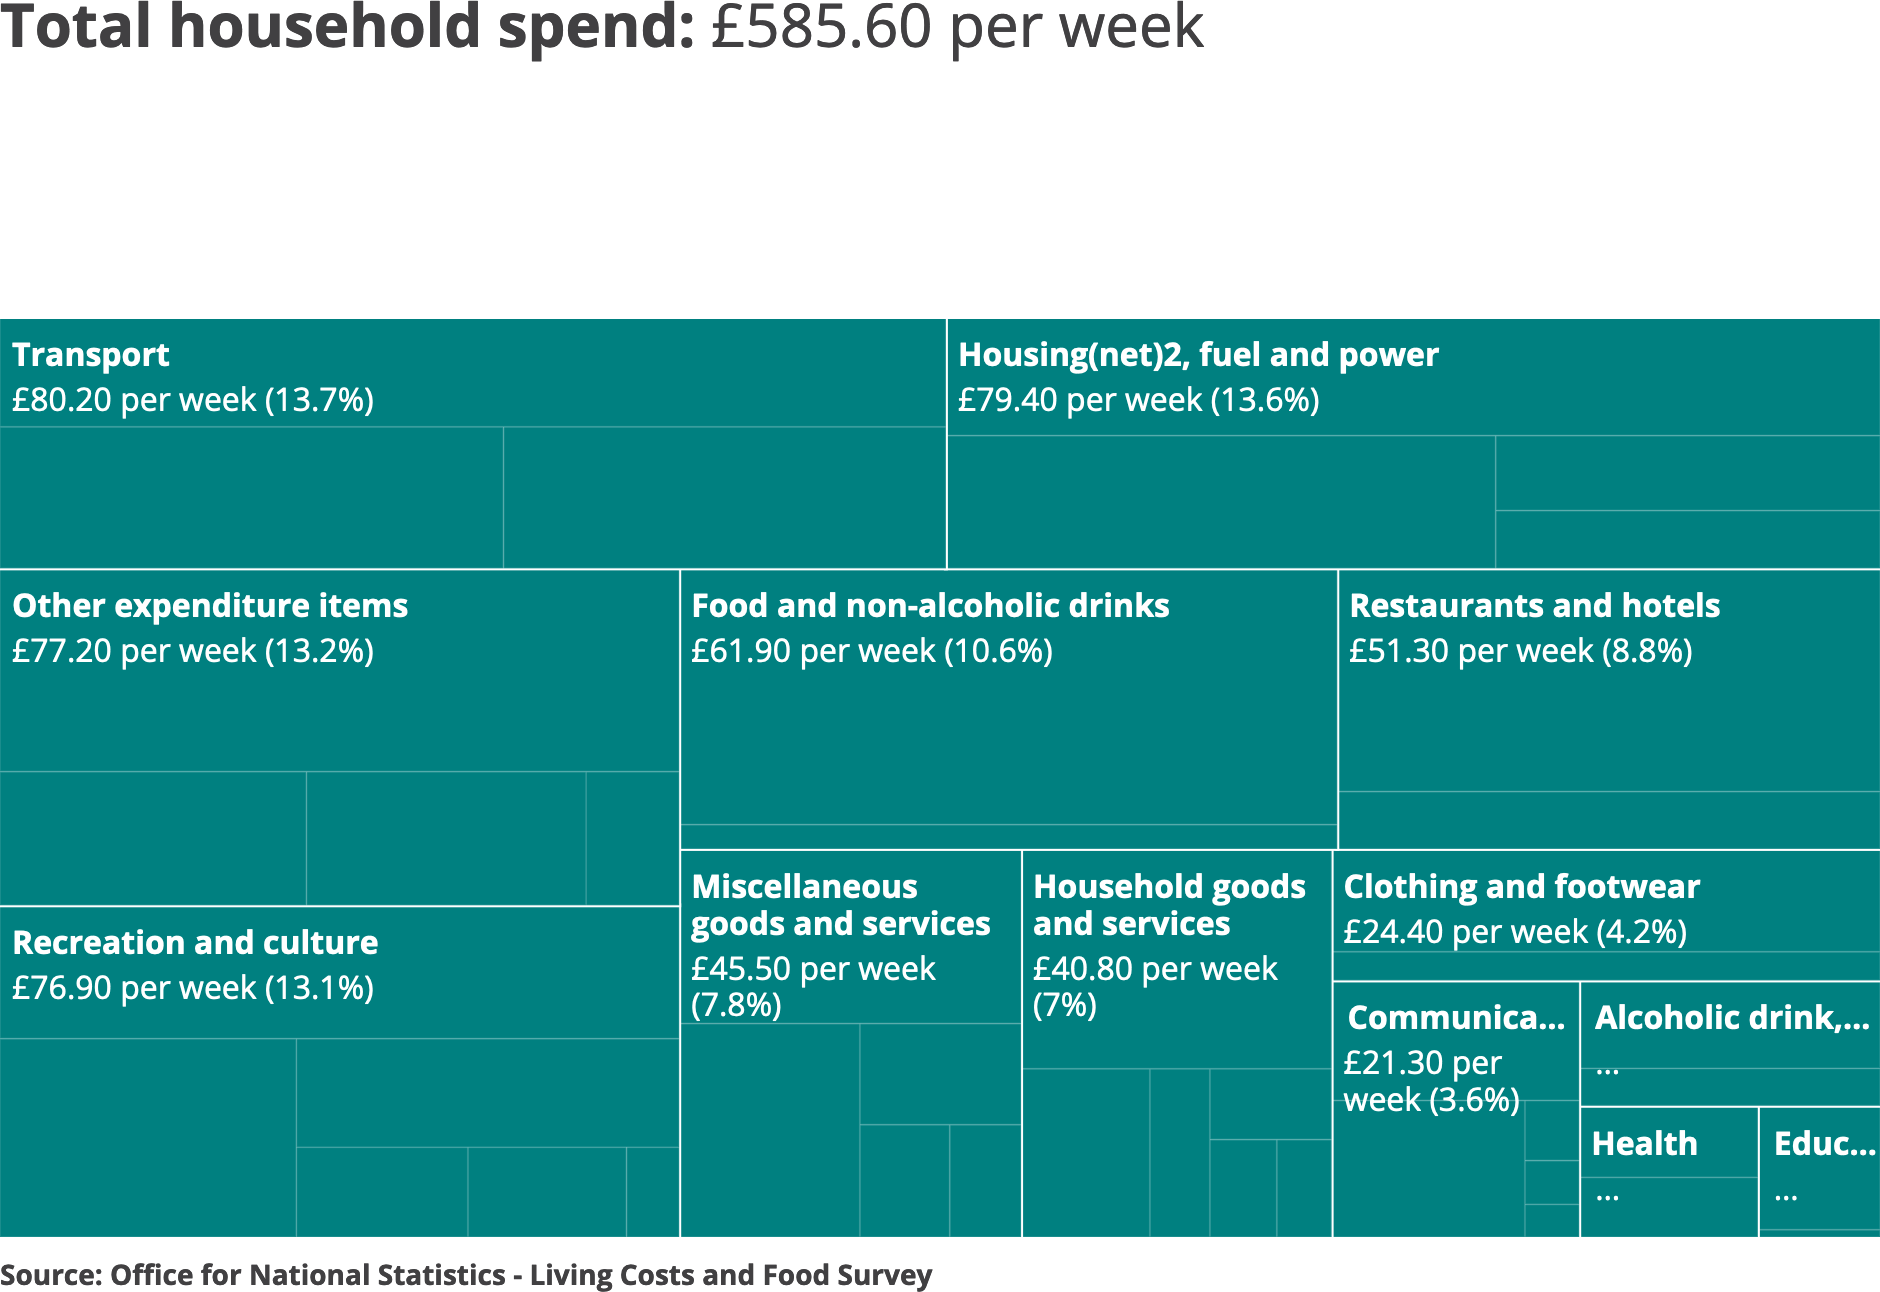 Total household spend: £585.60 per week
Transport
£80.20 per week (13.7%)
Housing(net)2, fuel and power
£79.40 per week (13.6%)
Other expenditure items
£77.20 per week (13.2%)
Food and non-alcoholic drinks
£61.90 per week (10.6%)
Restaurants and hotels
£51.30 per week (8.8%)
Recreation and culture
£76.90 per week (13.1%)
Miscellaneous
goods and services
£45.50 per week
(7.8%)
Household goods
and services
£40.80 per week
(7%)
Clothing and footwear
£24.40 per week (4.2%)
Communica...
£21.30 per
week (3.6%)
Alcoholic drink,...
...
Health
...
Educ...
...
Source: Office for National Statistics - Living Costs and Food Survey